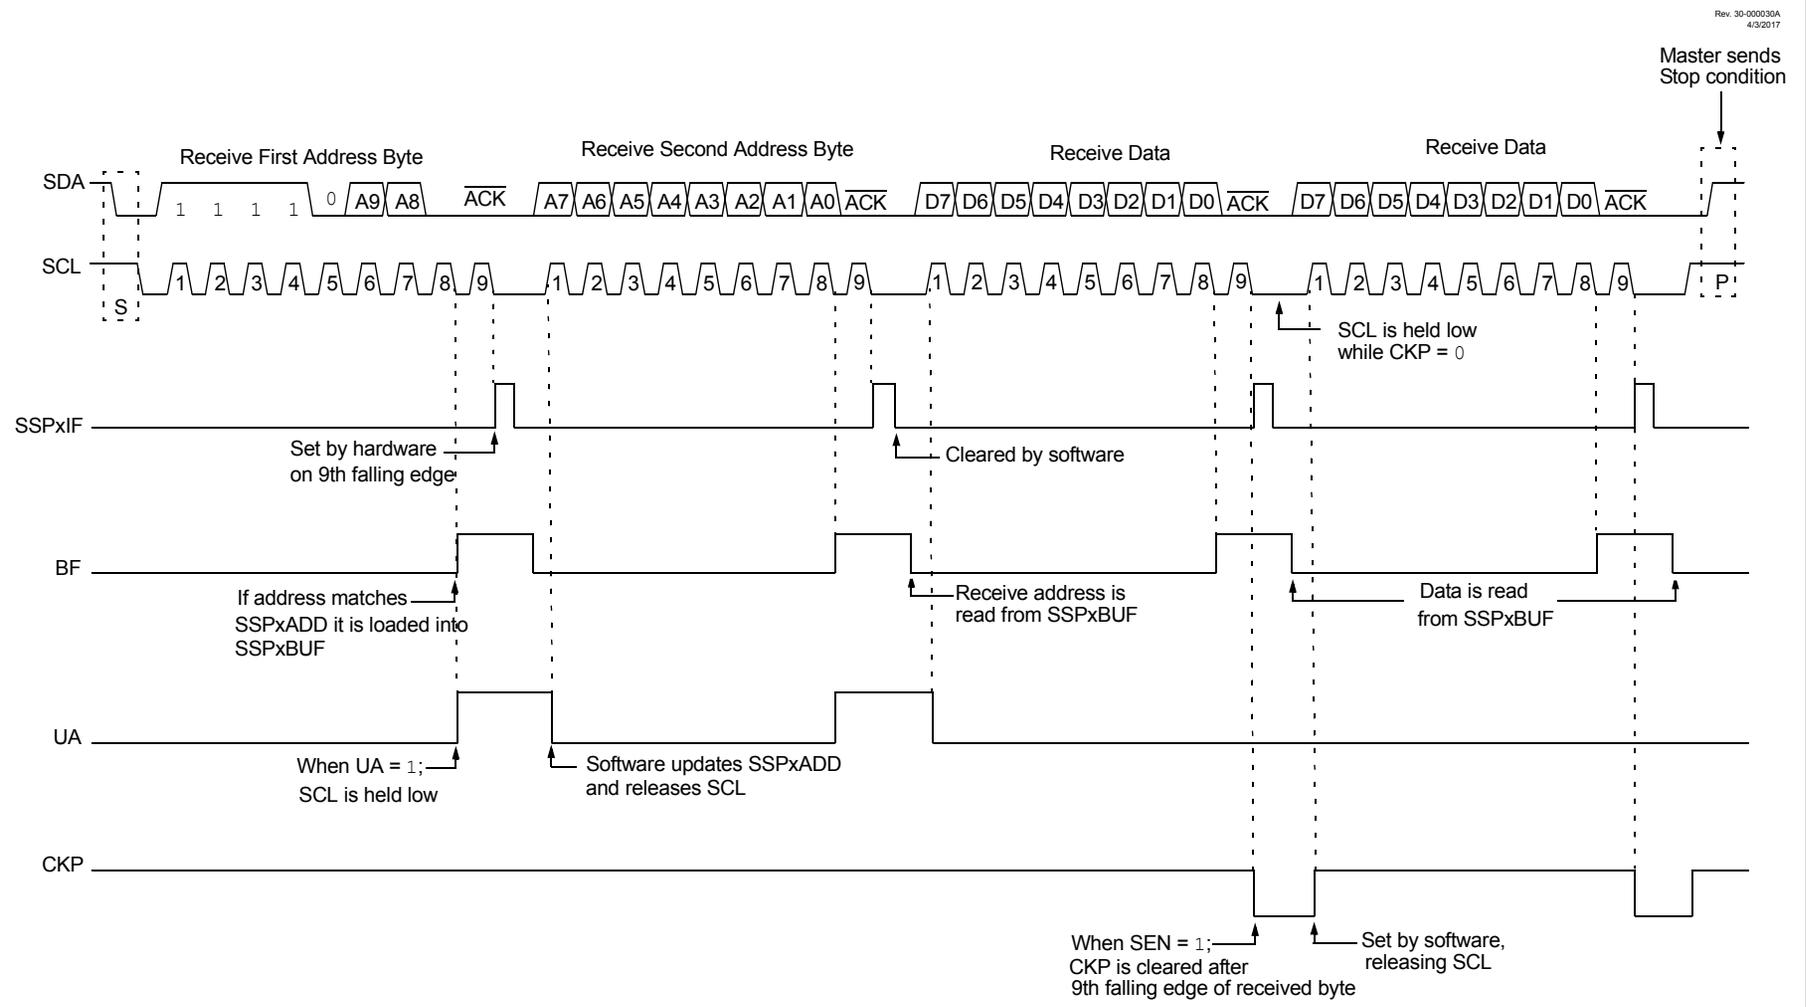 Rev. 30-000030A
4/3/2017
Master sends
Stop condition
Receive First Address Byte
Receive Second Address Byte
Receive Data
Receive Data
SDA
1 1 1 1 0 A9 A8 ACK A7 A6 A5 A4 A3 A2 A1 A0 ACK D7 D6 D5 D4 D3 D2 D1 D0 ACK D7 D6 D5 D4 D3 D2 D1 D0 ACK
SCL
S 1 2 3 4 5 6 7 8 9 1 2 3 4 5 6 7 8 9 1 2 3 4 5 6 7 8 9 1 2 3 4 5 6 7 8 9 P
SCL is held low
while CKP = 0
SSPxIF
Set by hardware
on 9th falling edge
Cleared by software
BF
If address matches
SSPxADD it is loaded into
SSPxBUF
Receive address is
read from SSPxBUF
Data is read
from SSPxBUF
UA
When UA = 1;
SCL is held low
Software updates SSPxADD
and releases SCL
CKP
When SEN = 1;
CKP is cleared after
9th falling edge of received byte
Set by software,
releasing SCL